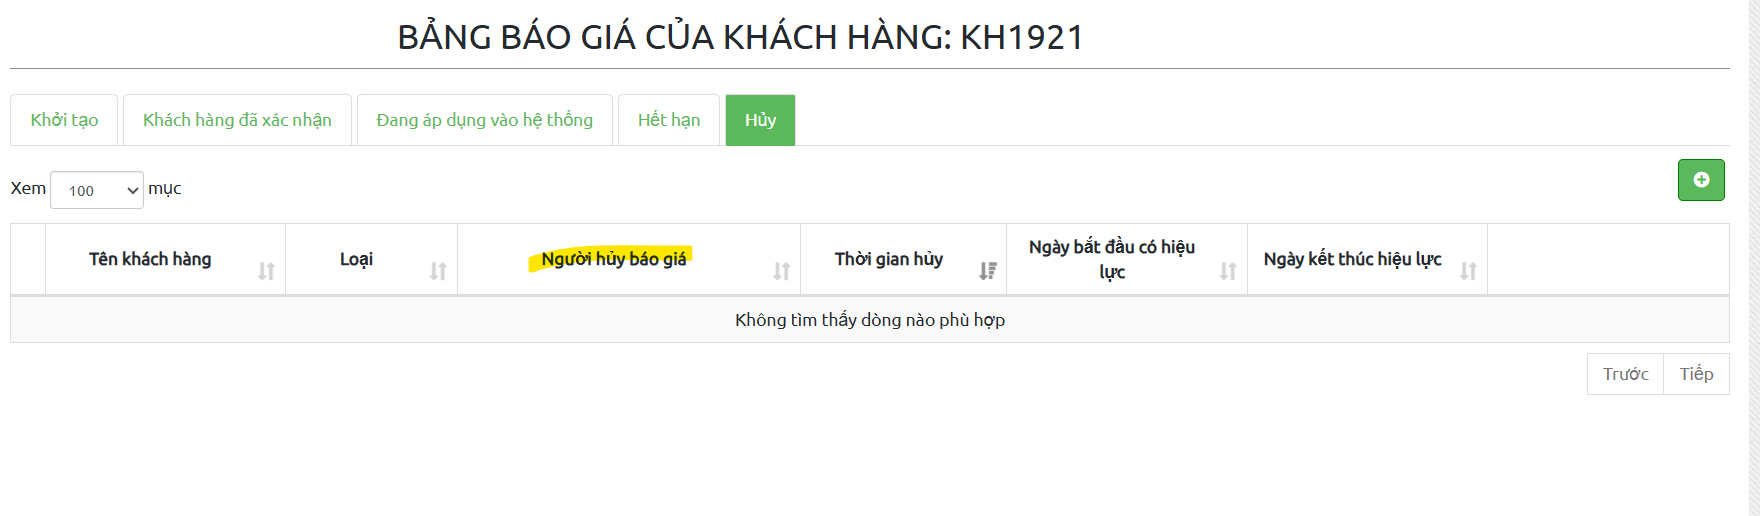 BẢNG BÁO GIÁ CỦA KHÁCH HÀNG: KH1921
Khởi tạo
Khách hàng đã xác nhận
Đang áp dụng vào hệ thống
Hết hạn
Hủy
Xem 100 mục
Tên khách hàng
Loại
Người hủy báo giá
Thời gian hủy
Ngày bắt đầu có hiệu
lực
Ngày kết thúc hiệu lực
Không tìm thấy dòng nào phù hợp
Trước
Tiếp